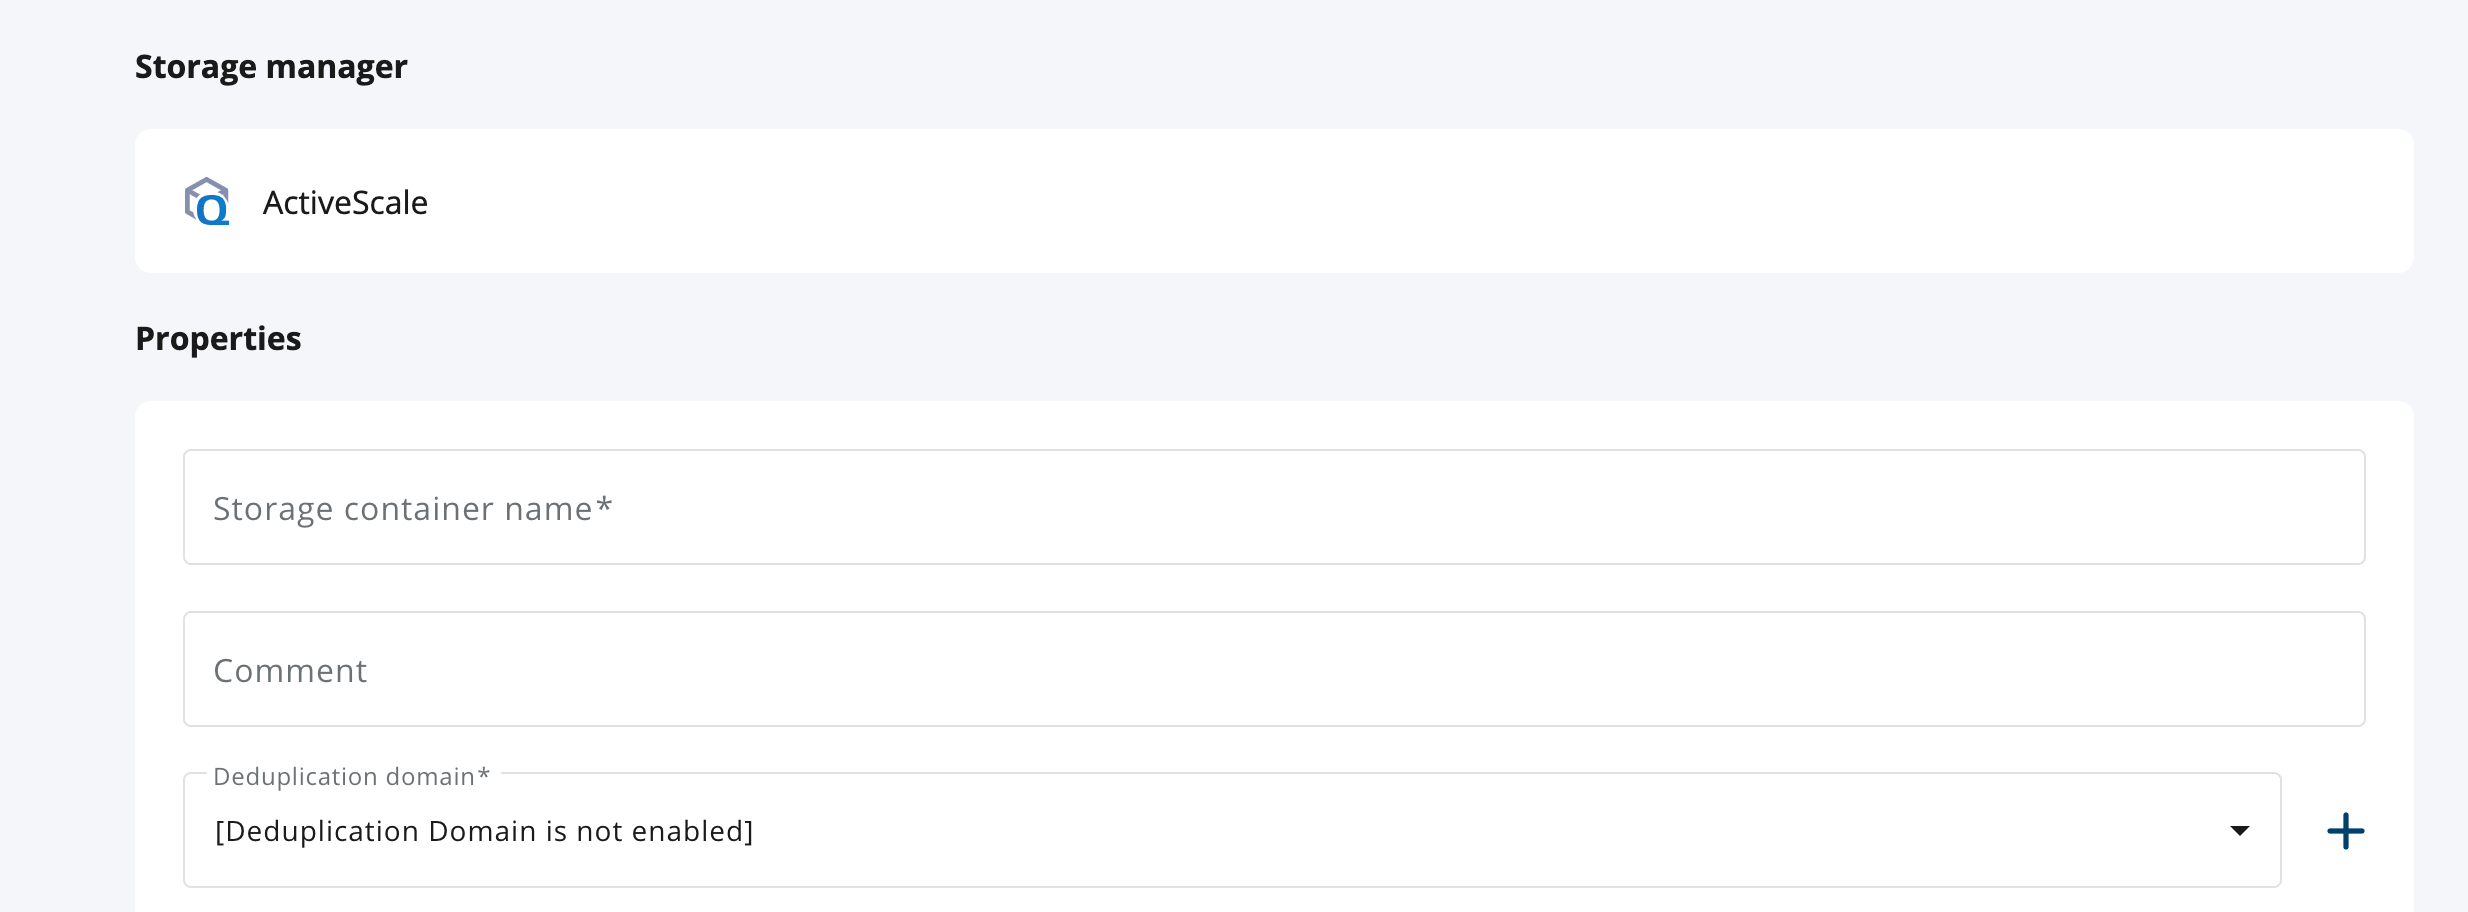 Storage manager
ActiveScale
Properties
Storage container name*
Comment
Deduplication domain*
[Deduplication Domain is not enabled]